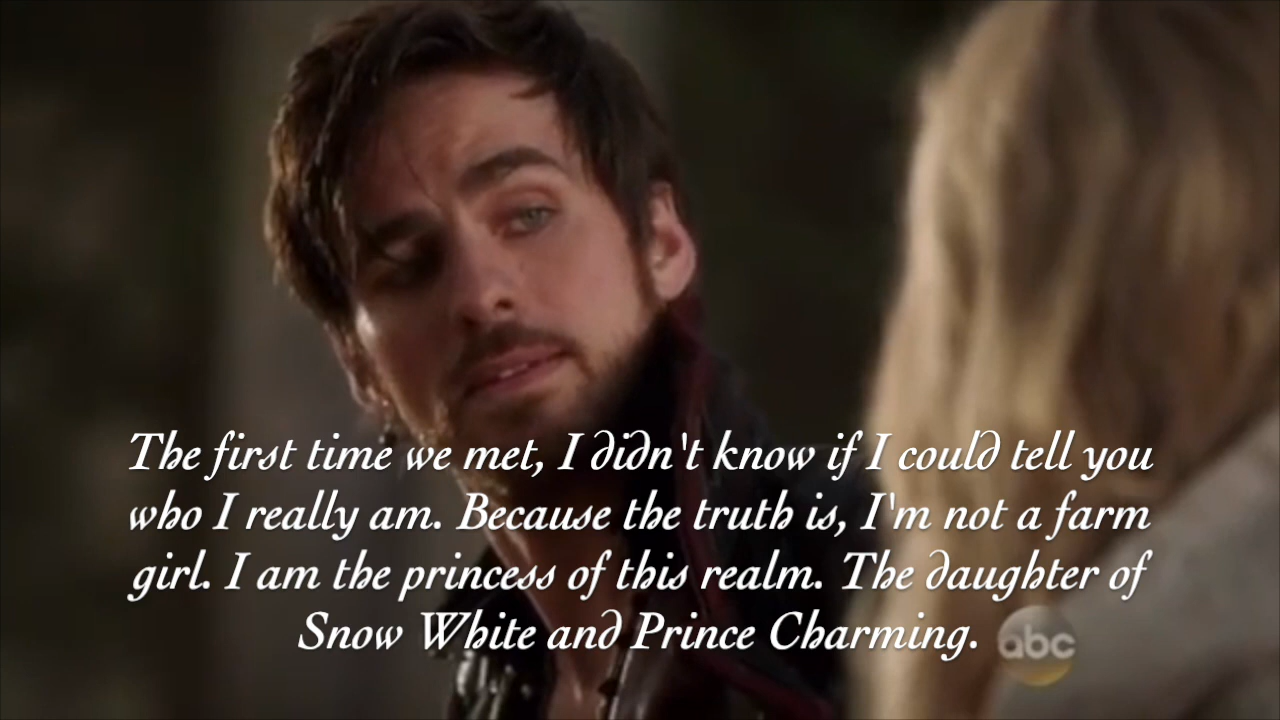 The first time we met, I didn't know if I could tell you
who I really am. Because the truth is, I'm not a farm
girl. I am the princess of this realm. The daughter of
Snow White and Prince Charming.
abc